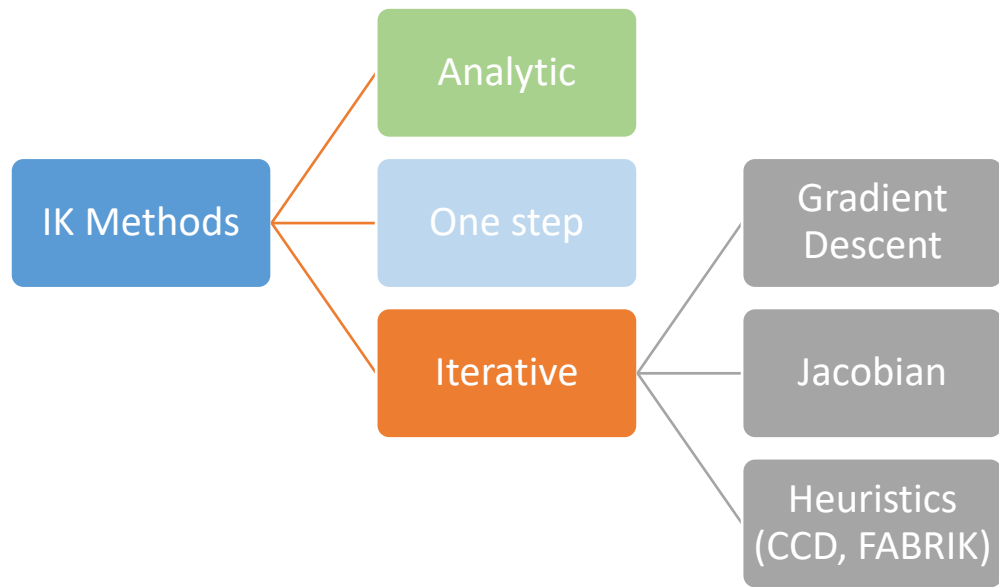 Analytic
IK Methods
One step
Iterative
Gradient
Descent
Jacobian
Heuristics
(CCD, FABRIK)